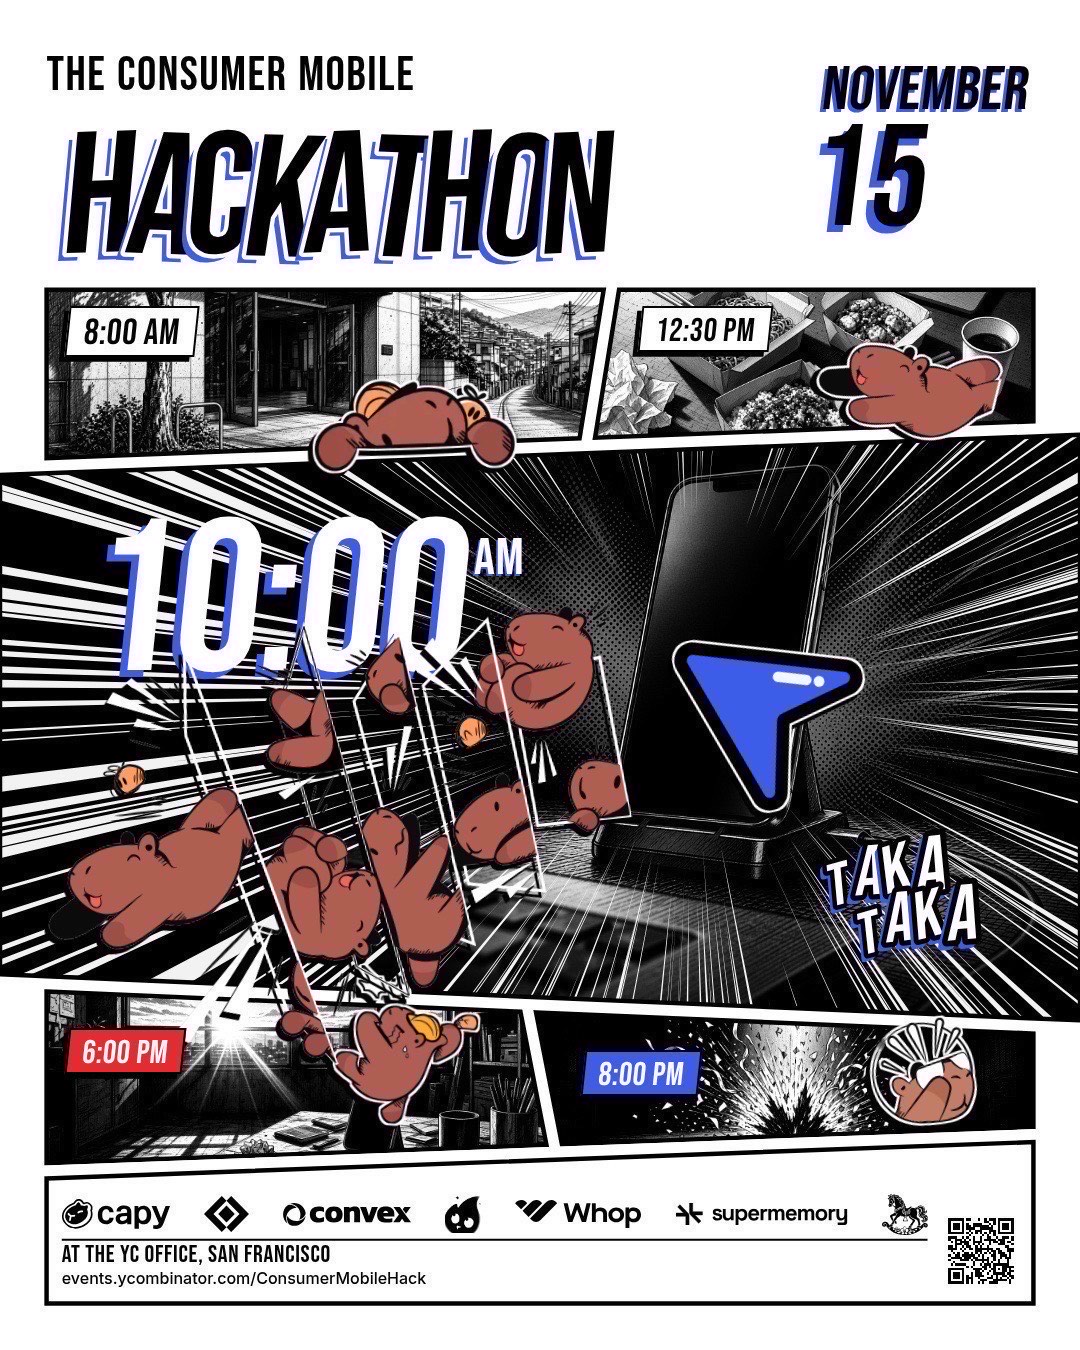 THE CONSUMER MOBILE
HACKATHON
NOVEMBER
15
8:00 AM
12:30 PM
10:00 AM
TAKA
TAKA
6:00 PM
8:00 PM
capy
convex
Whop
supermemory
AT THE YC OFFICE, SAN FRANCISCO
events.ycombinator.com/ConsumerMobileHack